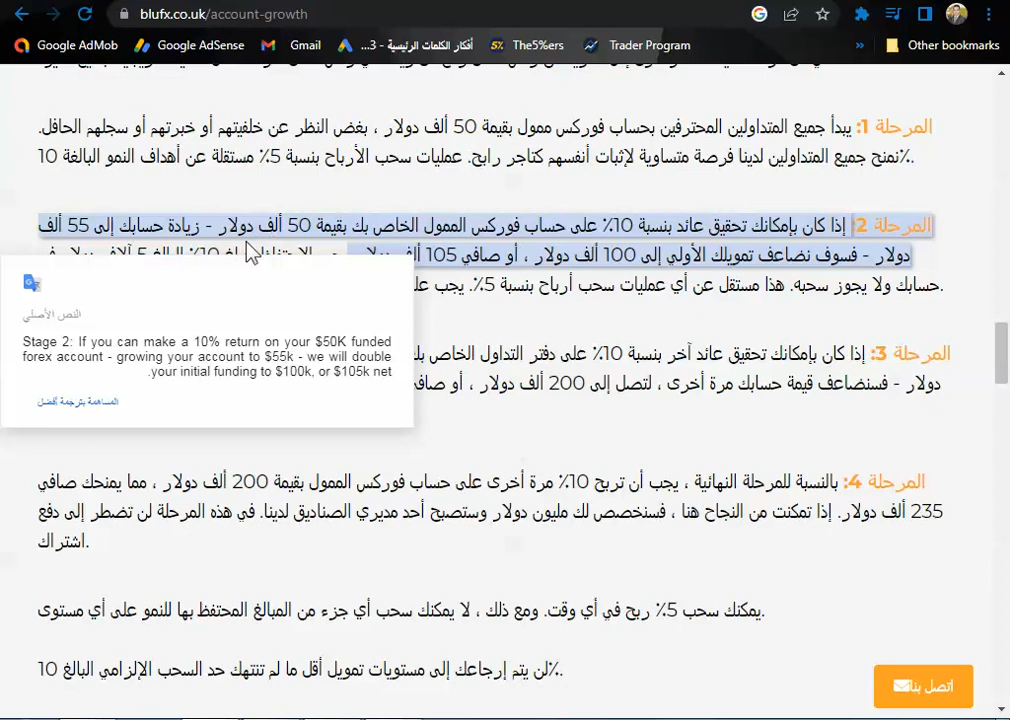 blufx.co.uk/account-growth
Google AdMob Google AdSense Gmail أفكار الكلمات الرئيسية - 3... The5%ers Trader Program » Other bookmarks
المرحلة 1: يبدأ جميع المتداولين المحترفين بحساب فوركس ممول بقيمة 50 ألف دولار ، بغض النظر عن خلفيتهم أو خبرتهم أو سجلهم الحافل.
نمنح جميع المتداولين لدينا فرصة متساوية لإثبات أنفسهم كتاجر رابح. عمليات سحب الأرباح بنسبة 5٪ مستقلة عن أهداف النمو البالغة 10٪.
المرحلة 2: إذا كان بإمكانك تحقيق عائد بنسبة 10٪ على حساب فوركس الممول الخاص بك بقيمة 50 ألف دولار - زيادة حسابك إلى 55 ألف
دولار - فسوف نضاعف تمويلك الأولي إلى 100 ألف دولار ، أو صافي 105
حسابك ولا يجوز سحبه. هذا مستقل عن أي عمليات سحب أرباح بنسبة 5٪. يجب
النص الأصلي
Stage 2: If you can make a 10% return on your $50K funded
forex account - growing your account to $55k - we will double
your initial funding to $100k, or $105k net.
المساهمة بترجمة أفضل
المرحلة 3: إذا كان بإمكانك تحقيق عائد آخر بنسبة 10٪ على دفتر التداول الخاص
دولار - فسنضاعف قيمة حسابك مرة أخرى ، لتصل إلى 200 ألف دولار ، أو
المرحلة 4: بالنسبة للمرحلة النهائية ، يجب أن تربح 10٪ مرة أخرى على حساب فوركس الممول بقيمة 200 ألف دولار ، مما يمنحك صافي
235 ألف دولار. إذا تمكنت من النجاح هنا ، فسنخصص لك مليون دولار وستصبح أحد مديري الصناديق لدينا. في هذه المرحلة لن تضطر إلى دفع
اشتراك.
يمكنك سحب 5٪ ربح في أي وقت. ومع ذلك ، لا يمكنك سحب أي جزء من المبالغ المحتفظ بها للنمو على أي مستوى.
لن يتم إرجاعك إلى مستويات تمويل أقل ما لم تنتهك حد السحب الإلزامي البالغ 10٪.
اتصل بنا